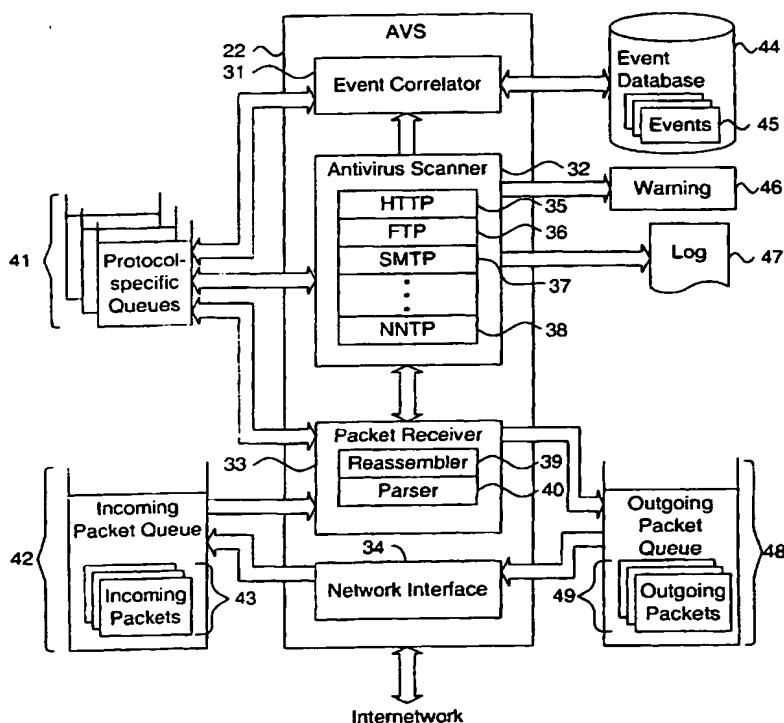 AVS
22
31
Event Correlator
Event
Database
Events
44
45
Antivirus Scanner
32
HTTP
35
FTP
36
SMTP
37
NNTP
38
Warning
46
Log
47
41
Protocol-
specific
Queues
Packet Receiver
33
Reassembler
39
Parser
40
42
Incoming
Packet Queue
Incoming
Packets
43
34
Network Interface
Outgoing
Packet
Queue
48
49
Outgoing
Packets
Internetwork